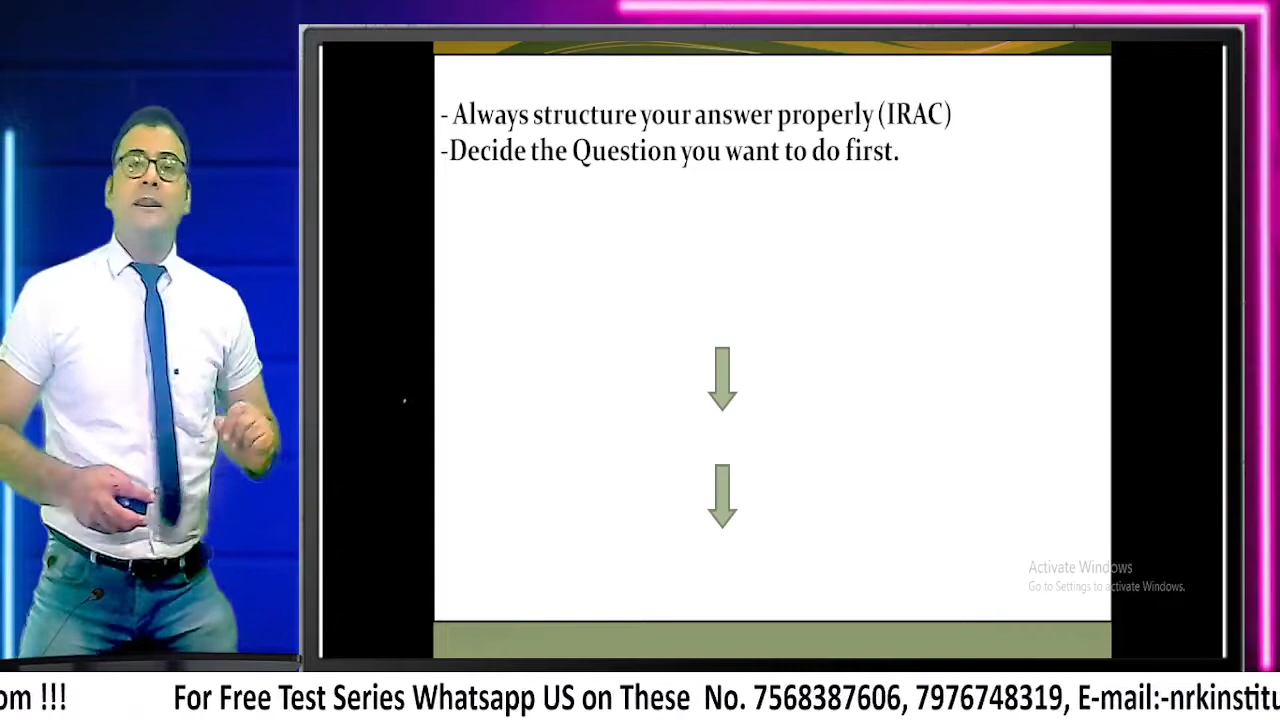 - Always structure your answer properly (IRAC)
-Decide the Question you want to do first.
Activate Windows
Go to Settings to activate Windows.
om !!! For Free Test Series Whatsapp US on These No. 7568387606, 7976748319, E-mail:-nrkinstitu